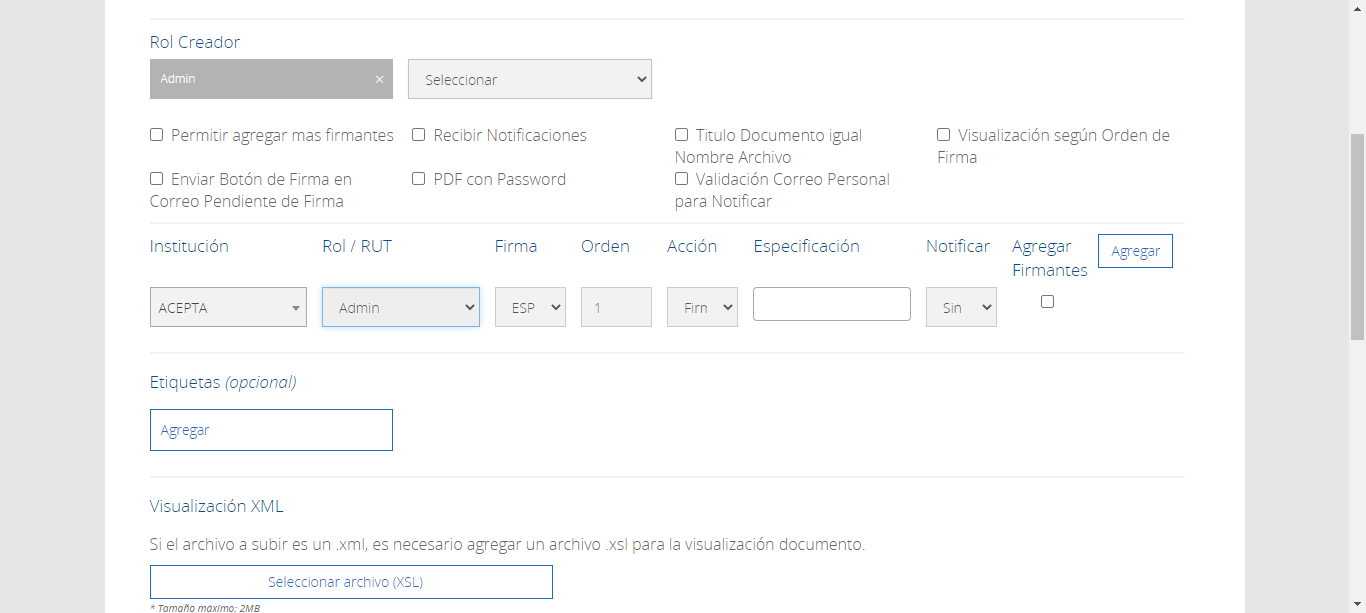 Rol Creador
Admin ×
Seleccionar
Permitir agregar mas firmantes
Recibir Notificaciones
Titulo Documento igual
Nombre Archivo
Visualización según Orden de
Firma
Enviar Botón de Firma en
Correo Pendiente de Firma
PDF con Password
Validación Correo Personal
para Notificar
Institución Rol / RUT Firma Orden Acción Especificación Notificar Agregar
Firmantes
Agregar
ACEPTA Admin ESP 1 Firn Sin
Etiquetas (opcional)
Agregar
Visualización XML
Si el archivo a subir es un .xml, es necesario agregar un archivo .xsl para la visualización documento.
Seleccionar archivo (XSL)
* Tamaño máximo: 2MB